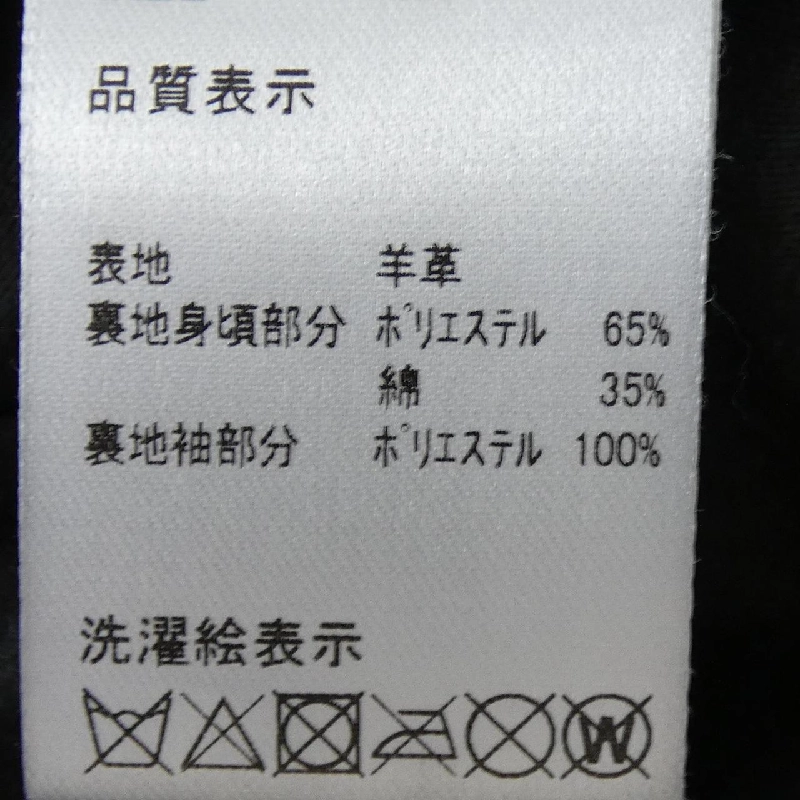 品質表示
表地 羊革
裏地身頃部分 ポリエステル 65%
綿 35%
裏地袖部分 ポリエステル 100%
洗濯絵表示
W